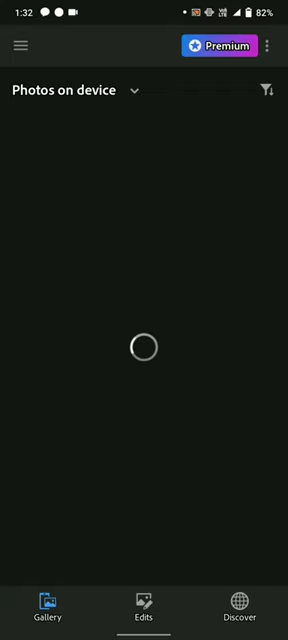 1:32
82%
Premium
Photos on device
Gallery
Edits
Discover